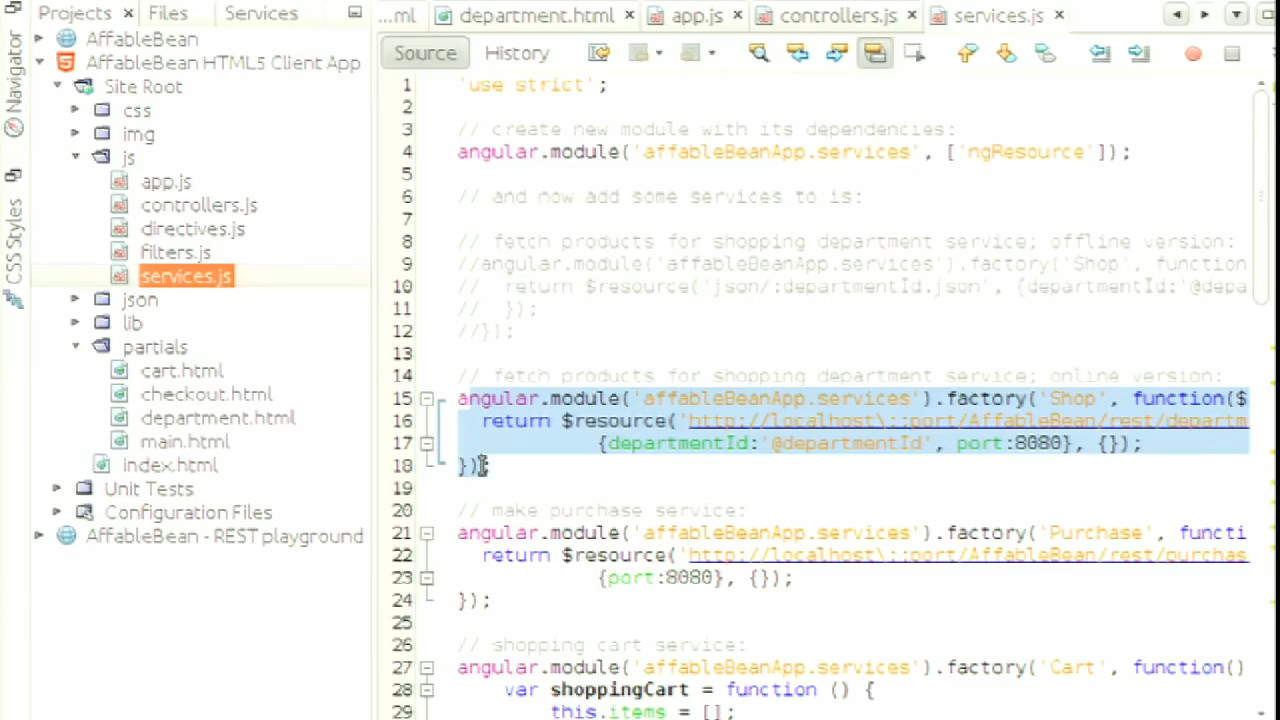 Projects × Files Services
...ml department.html × app.js × controllers.js × services.js ×
Navigator
CSS Styles
AffableBean
AffableBean HTML5 Client App
Site Root
css
img
js
app.js
controllers.js
directives.js
filters.js
services.js
json
lib
partials
cart.html
checkout.html
department.html
main.html
index.html
Unit Tests
Configuration Files
AffableBean - REST playground
Source History
1 'use strict';
2
3 // create new module with its dependencies:
4 angular.module('affableBeanApp.services', ['ngResource']);
5
6 // and now add some services to is:
7
8 // fetch products for shopping department service; offline version:
9 //angular.module('affableBeanApp.services').factory('Shop', function
10 // return $resource('json/:departmentId.json', {departmentId:'@depa
11 // });
12 //});
13
14 // fetch products for shopping department service; online version:
15 angular.module('affableBeanApp.services').factory('Shop', function($
16 return $resource('http://localhost\::port/AffableBean/rest/departm
17 {departmentId:'@departmentId', port:8080}, {});
18 });
19
20 // make purchase service:
21 angular.module('affableBeanApp.services').factory('Purchase', functi
22 return $resource('http://localhost\::port/AffableBean/rest/purchas
23 {port:8080}, {});
24 });
25
26 // shopping cart service:
27 angular.module('affableBeanApp.services').factory('Cart', function()
28 var shoppingCart = function () {
29 this.items = [];